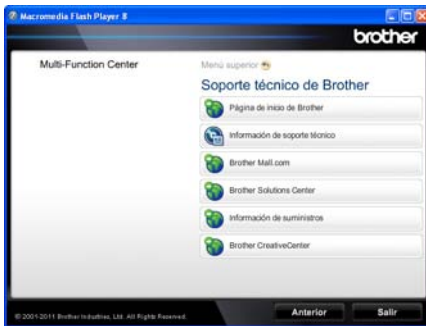 Macromedia Flash Player 8
brother
Multi-Function Center
Menú superior
Soporte técnico de Brother
Página de inicio de Brother
Información de soporte técnico
Brother Mall.com
Brother Solutions Center
Información de suministros
Brother CreativeCenter
© 2001-2011 Brother Industries, Ltd. All Rights Reserved.
Anterior
Salir